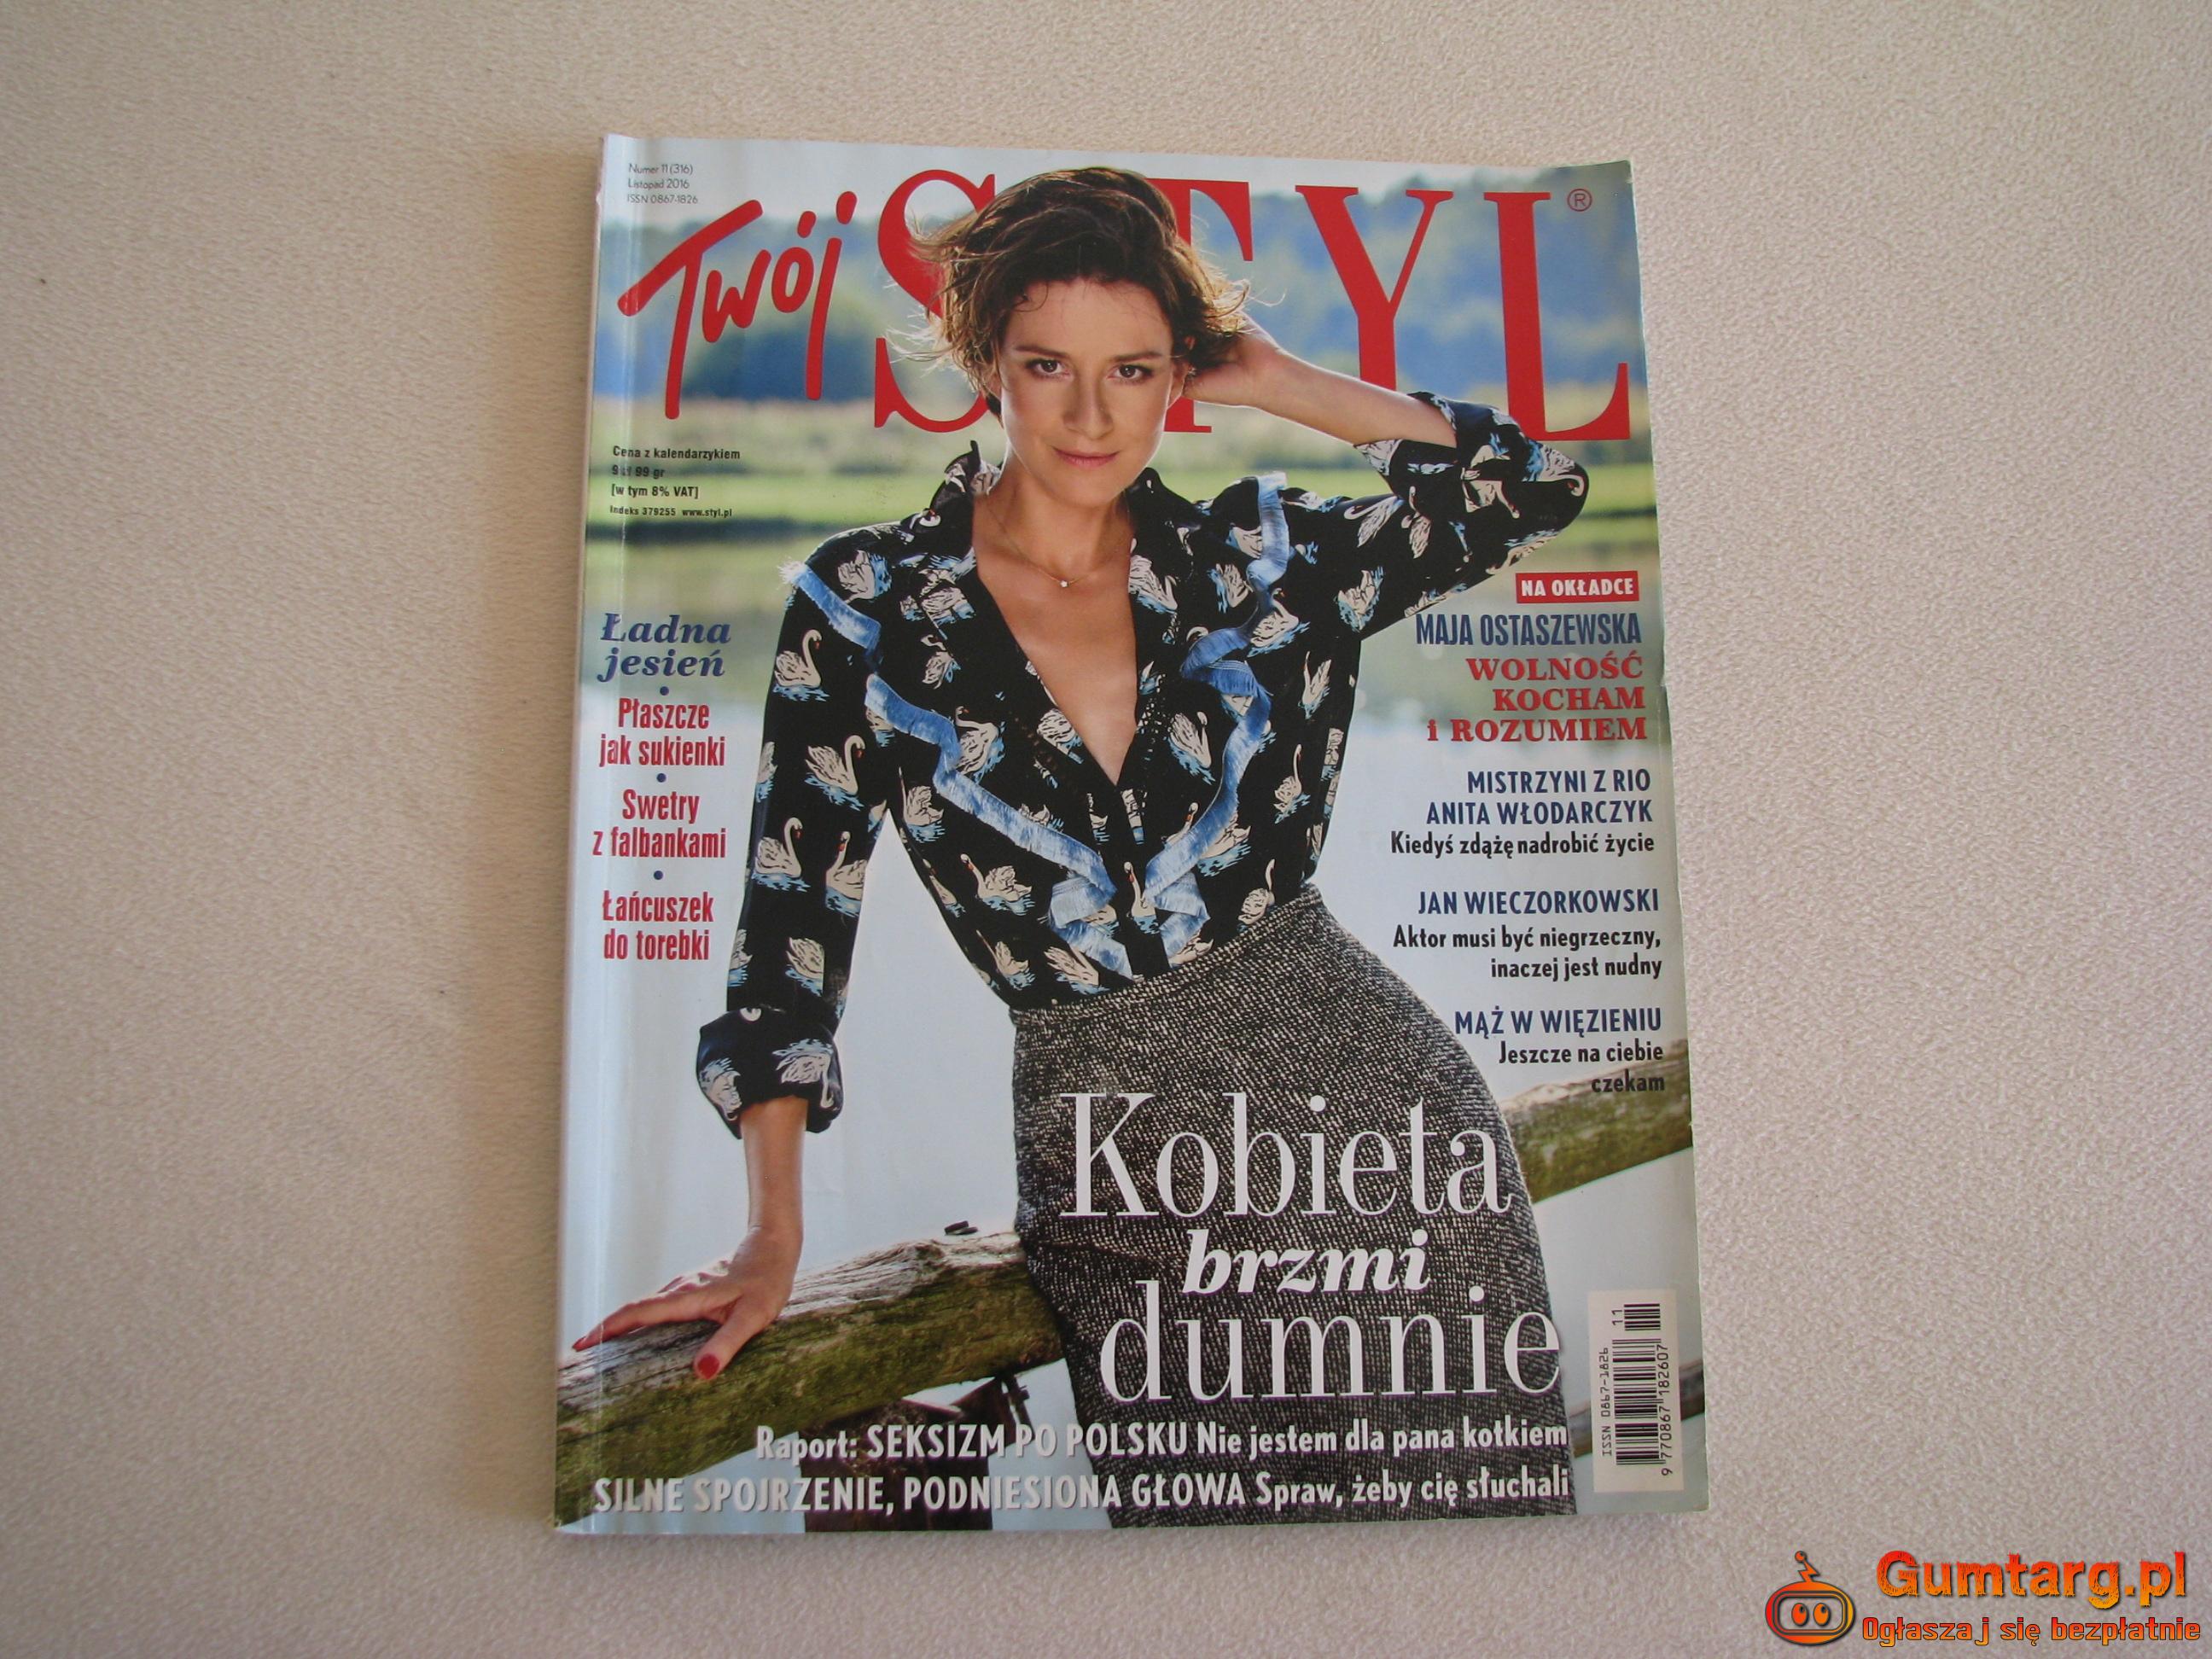 Numer 11 (316)
Listopad 2016
ISSN 0867-1826
Twój STYL®
Cena z kalendarzykiem
9 zł 99 gr
[w tym 8% VAT]
Indeks 379255 www.styl.pl
Ładna
jesień
•
Płaszcze
jak sukienki
•
Swetry
z falbankami
•
Łańcuszek
do torebki
NA OKŁADCE
MAJA OSTASZEWSKA
WOLNOŚĆ
KOCHAM
i ROZUMIEM
MISTRZYNI Z RIO
ANITA WŁODARCZYK
Kiedyś zdążę nadrobić życie
JAN WIECZORKOWSKI
Aktor musi być niegrzeczny,
inaczej jest nudny
MĄŻ W WIĘZIENIU
Jeszcze na ciebie
czekam
Kobieta
brzmi
dumnie
Raport: SEKSIZM PO POLSKU Nie jestem dla pana kotkiem
SILNE SPOJRZENIE, PODNIESIONA GŁOWA Spraw, żeby cię słuchali
ISSN 0867-1826
11
9 770867 182607
Gumtarg.pl
Ogłaszaj się bezpłatnie